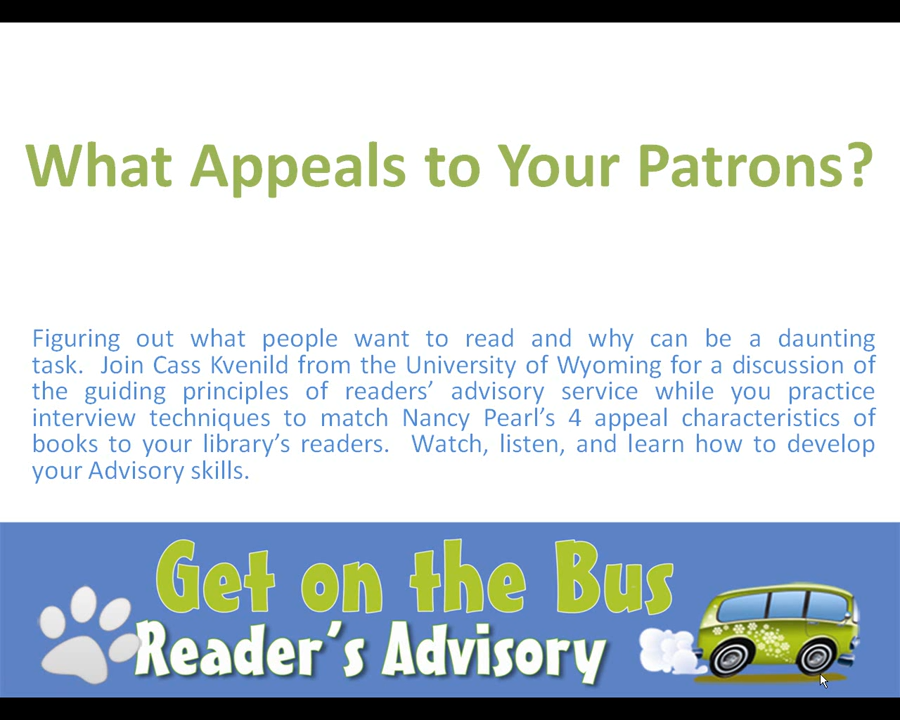 What Appeals to Your Patrons?
Figuring out what people want to read and why can be a daunting
task. Join Cass Kvenild from the University of Wyoming for a discussion of
the guiding principles of readers’ advisory service while you practice
interview techniques to match Nancy Pearl’s 4 appeal characteristics of
books to your library’s readers. Watch, listen, and learn how to develop
your Advisory skills.
Get on the Bus
Reader's Advisory